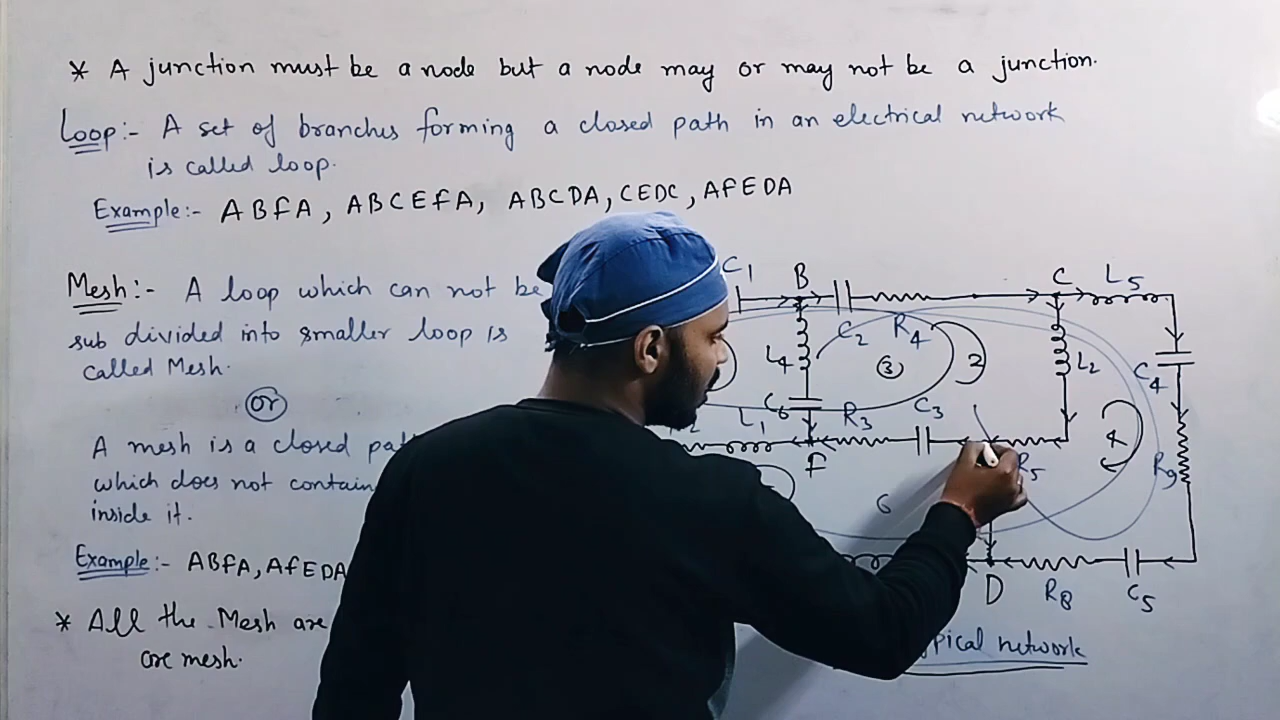 * A junction must be a node but a node may or may not be a junction.
Loop:- A set of branches forming a closed path in an electrical network
is called loop.
Example:- ABFA, ABCEFA, ABCDA, CEDC, AFEDA
Mesh:- A loop which can not be
sub divided into smaller loop is
called Mesh.
or
A mesh is a closed
which does not contain
inside it.
Example:- ABFA, AFEDA
* All the Mesh are
are mesh.
C1 B C L5
L4 C2 R4 3 2 L2 C4
C6 R3 C3 4
L1 F R5 R9
6
D R8 C5
network